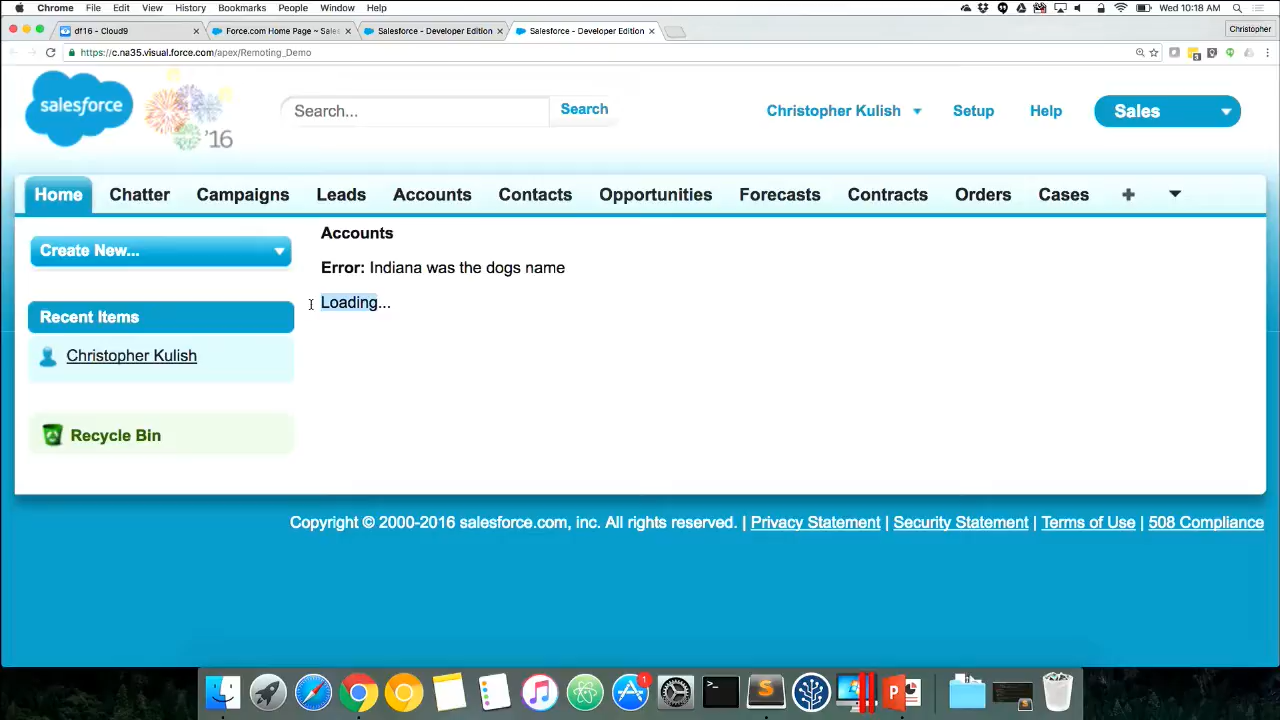 Chrome File Edit View History Bookmarks People Window Help Wed 10:18 AM
df16 - Cloud9 Force.com Home Page ~ Sales Salesforce - Developer Edition Salesforce - Developer Edition Christopher
https://c.na35.visual.force.com/apex/Remoting_Demo
salesforce '16 Search... Search Christopher Kulish Setup Help Sales
Home Chatter Campaigns Leads Accounts Contacts Opportunities Forecasts Contracts Orders Cases
Create New...
Recent Items
Christopher Kulish
Recycle Bin
Accounts
Error: Indiana was the dogs name
Loading...
Copyright © 2000-2016 salesforce.com, inc. All rights reserved. | Privacy Statement | Security Statement | Terms of Use | 508 Compliance